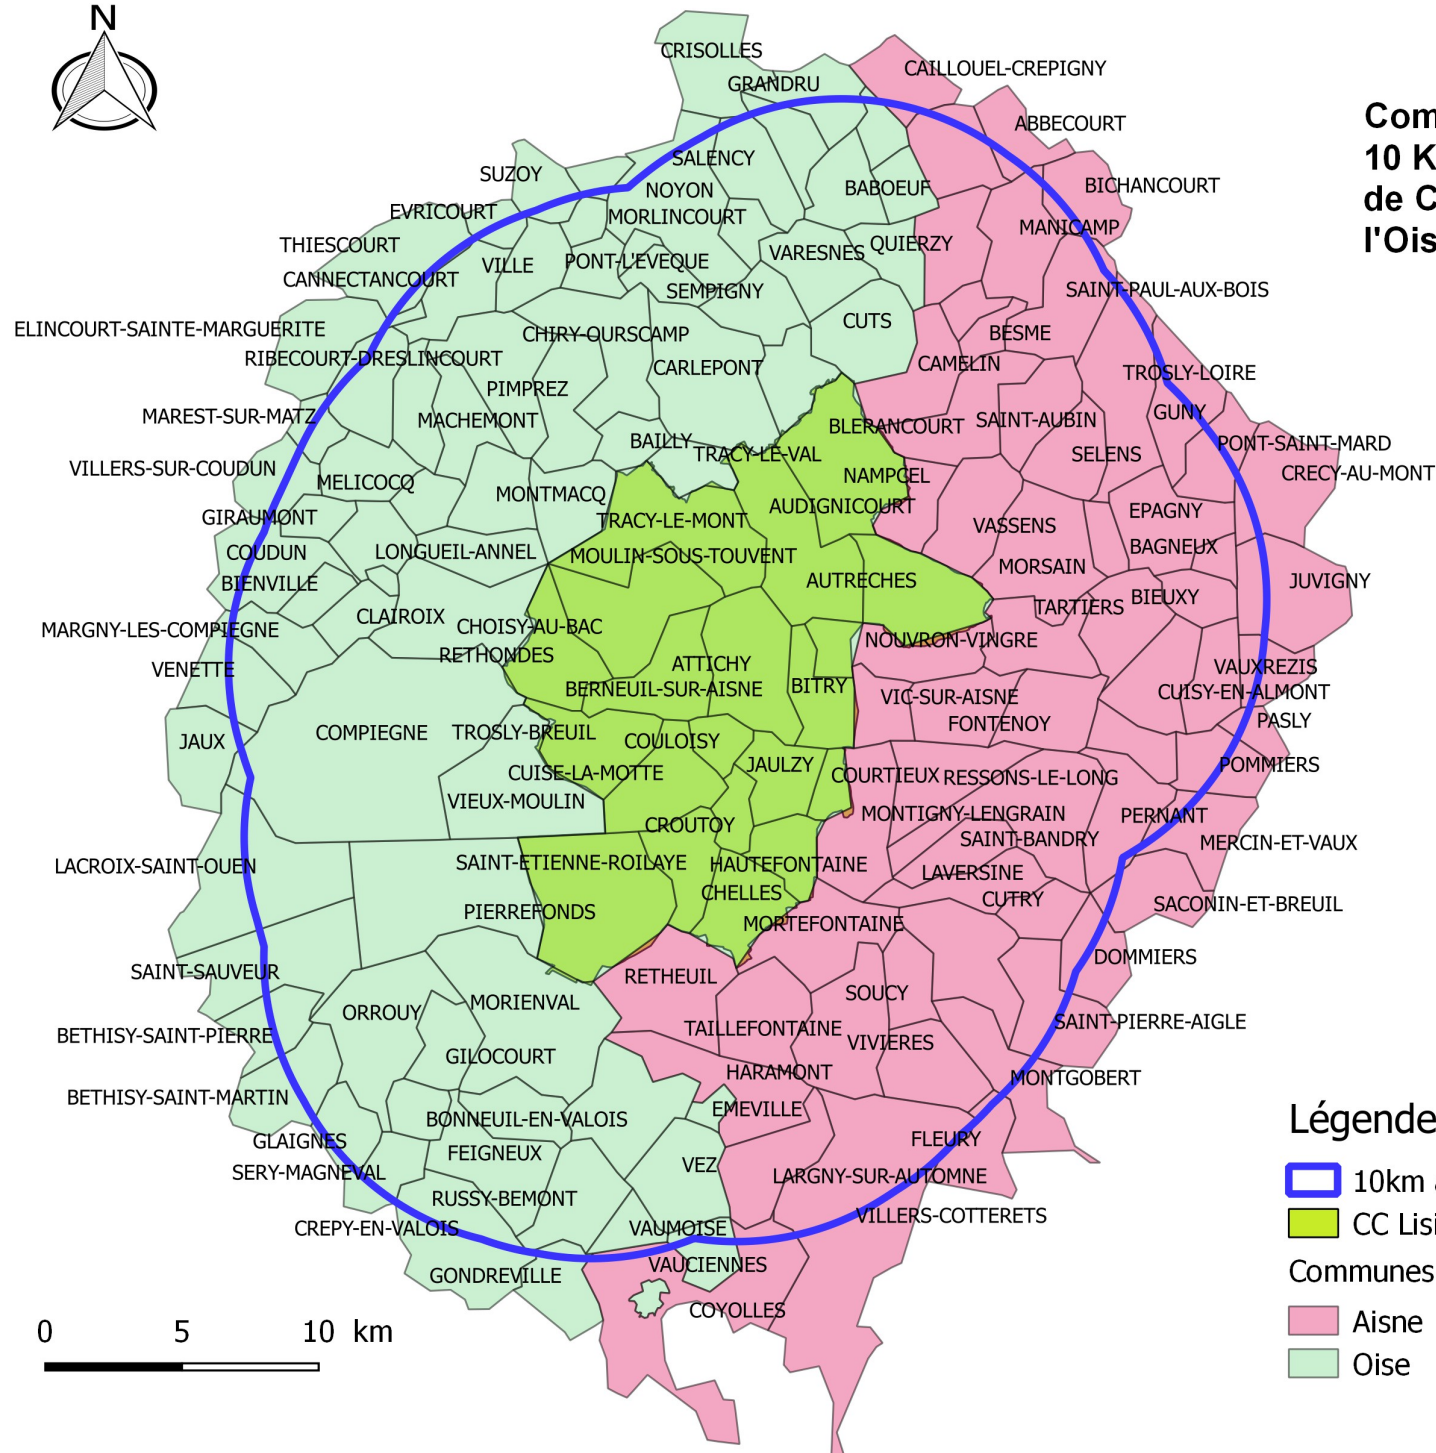 N
CRISOLLES
CAILLOUEL-CREPIGNY
GRANDRU
Com
ABBECOURT
10 K
SALENCY
SUZOY
BICHANCOURT
NOYON
BABOEUF
de C
EVRICOURT
MORLINCOURT
MANICAMP
THIESCOURT
QUIERZY
l'Ois
VARESNES
PONT-L'EVEQUE
VILLE
CANNECTANCOURT
SEMPIGNY
SAINT-PAUL-AUX-BOIS
CUTS
ELINCOURT-SAINTE-MARGUERITE
CHIRY-OURSCAMP
BESME
RIBECOURT-DRESLINCOURT
CARLEPONT
CAMELIN
TROSLY-LOIRE
PIMPREZ
MAREST-SUR-MATZ
MACHEMONT
BLERANCOURT
SAINT-AUBIN
GUNY
BAILLY
TRACY-LE-VAL
SELENS
PONT-SAINT-MARD
VILLERS-SUR-COUDUN
NAMPCEL
CRECY-AU-MONT
MELICOCQ
MONTMACQ
AUDIGNICOURT
GIRAUMONT
TRACY-LE-MONT
VASSENS
EPAGNY
COUDUN
LONGUEIL-ANNEL
MOULIN-SOUS-TOUVENT
BAGNEUX
BIENVILLE
AUTRECHES
MORSAIN
JUVIGNY
CLAIROIX
TARTIERS
BIEUXY
MARGNY-LES-COMPIEGNE
CHOISY-AU-BAC
NOUVRON-VINGRE
VENETTE
RETHONDES
ATTICHY
VAUXREZIS
BERNEUIL-SUR-AISNE
BITRY
VIC-SUR-AISNE
CUISY-EN-ALMONT
FONTENOY
PASLY
JAUX
COMPIEGNE
TROSLY-BREUIL
COULOISY
CUISE-LA-MOTTE
JAULZY
COURTIEUX
RESSONS-LE-LONG
POMMIERS
VIEUX-MOULIN
MONTIGNY-LENGRAIN
PERNANT
CROUTOY
SAINT-BANDRY
MERCIN-ET-VAUX
LACROIX-SAINT-OUEN
SAINT-ETIENNE-ROILAYE
HAUTEFONTAINE
LAVERSINE
CHELLES
CUTRY
SACONIN-ET-BREUIL
PIERREFONDS
MORTEFONTAINE
DOMMIERS
SAINT-SAUVEUR
RETHEUIL
SOUCY
MORIENVAL
ORROUY
BETHISY-SAINT-PIERRE
TAILLEFONTAINE
SAINT-PIERRE-AIGLE
VIVIERES
GILOCOURT
HARAMONT
MONTGOBERT
BETHISY-SAINT-MARTIN
EMEVILLE
BONNEUIL-EN-VALOIS
Légende
GLAIGNES
FLEURY
FEIGNEUX
SERY-MAGNEVAL
VEZ
LARGNY-SUR-AUTOMNE
10km a
RUSSY-BEMONT
CREPY-EN-VALOIS
VAUMOISE
VILLERS-COTTERETS
CC Lisi
VAUCIENNES
GONDREVILLE
Communes
COYOLLES
Aisne
0 5 10 km
Oise